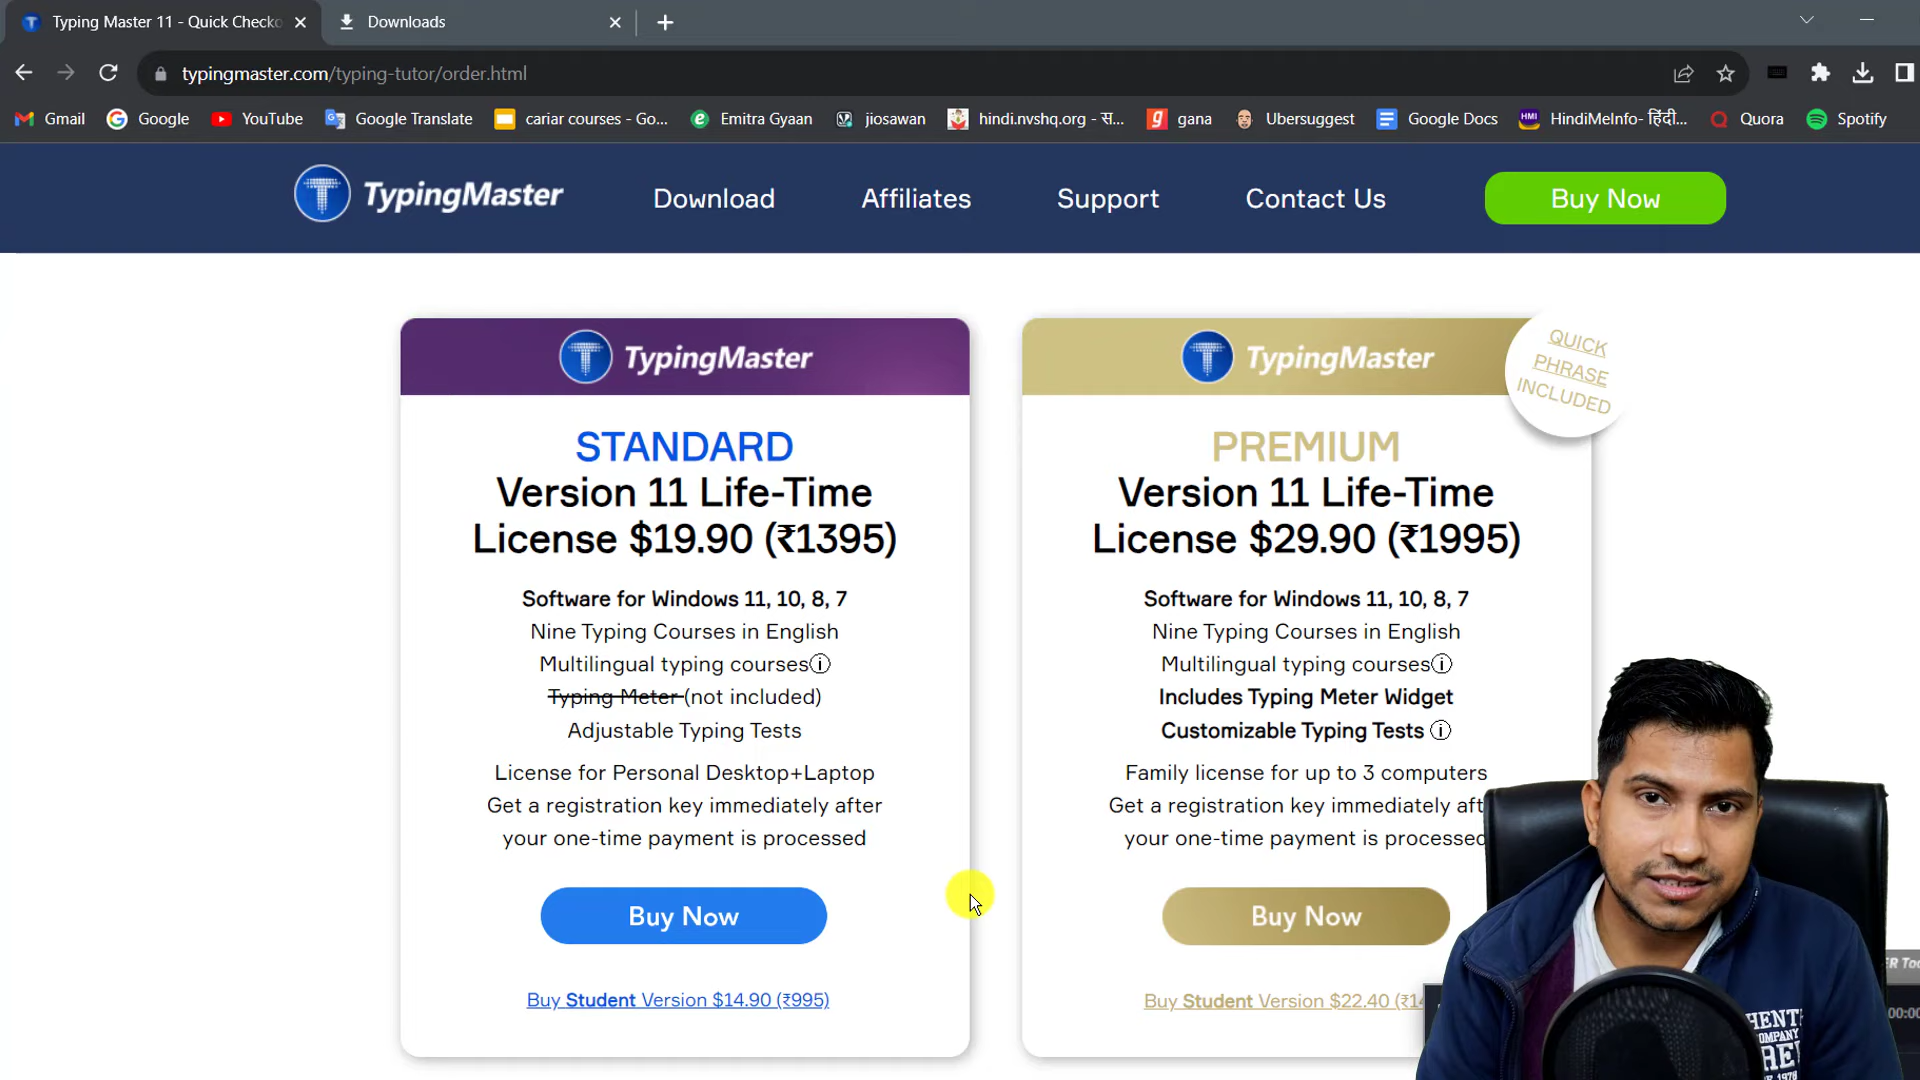 Typing Master 11 - Quick Checko
Downloads
typingmaster.com/typing-tutor/order.html
Gmail
Google
YouTube
Google Translate
cariar courses - Go...
Emitra Gyaan
jiosawan
hindi.nvshq.org - स...
gana
Ubersuggest
Google Docs
HMI HindiMeInfo- हिंदी...
Quora
Spotify
TypingMaster
Download
Affiliates
Support
Contact Us
Buy Now
TypingMaster
STANDARD
Version 11 Life-Time
License $19.90 (₹1395)
Software for Windows 11, 10, 8, 7
Nine Typing Courses in English
Multilingual typing courses
Typing Meter (not included)
Adjustable Typing Tests
License for Personal Desktop+Laptop
Get a registration key immediately after
your one-time payment is processed
Buy Now
Buy Student Version $14.90 (₹995)
TypingMaster
QUICK
PHRASE
INCLUDED
PREMIUM
Version 11 Life-Time
License $29.90 (₹1995)
Software for Windows 11, 10, 8, 7
Nine Typing Courses in English
Multilingual typing courses
Includes Typing Meter Widget
Customizable Typing Tests
Family license for up to 3 computers
Get a registration key immediately aft
your one-time payment is processed
Buy Now
Buy Student Version $22.40 (₹14